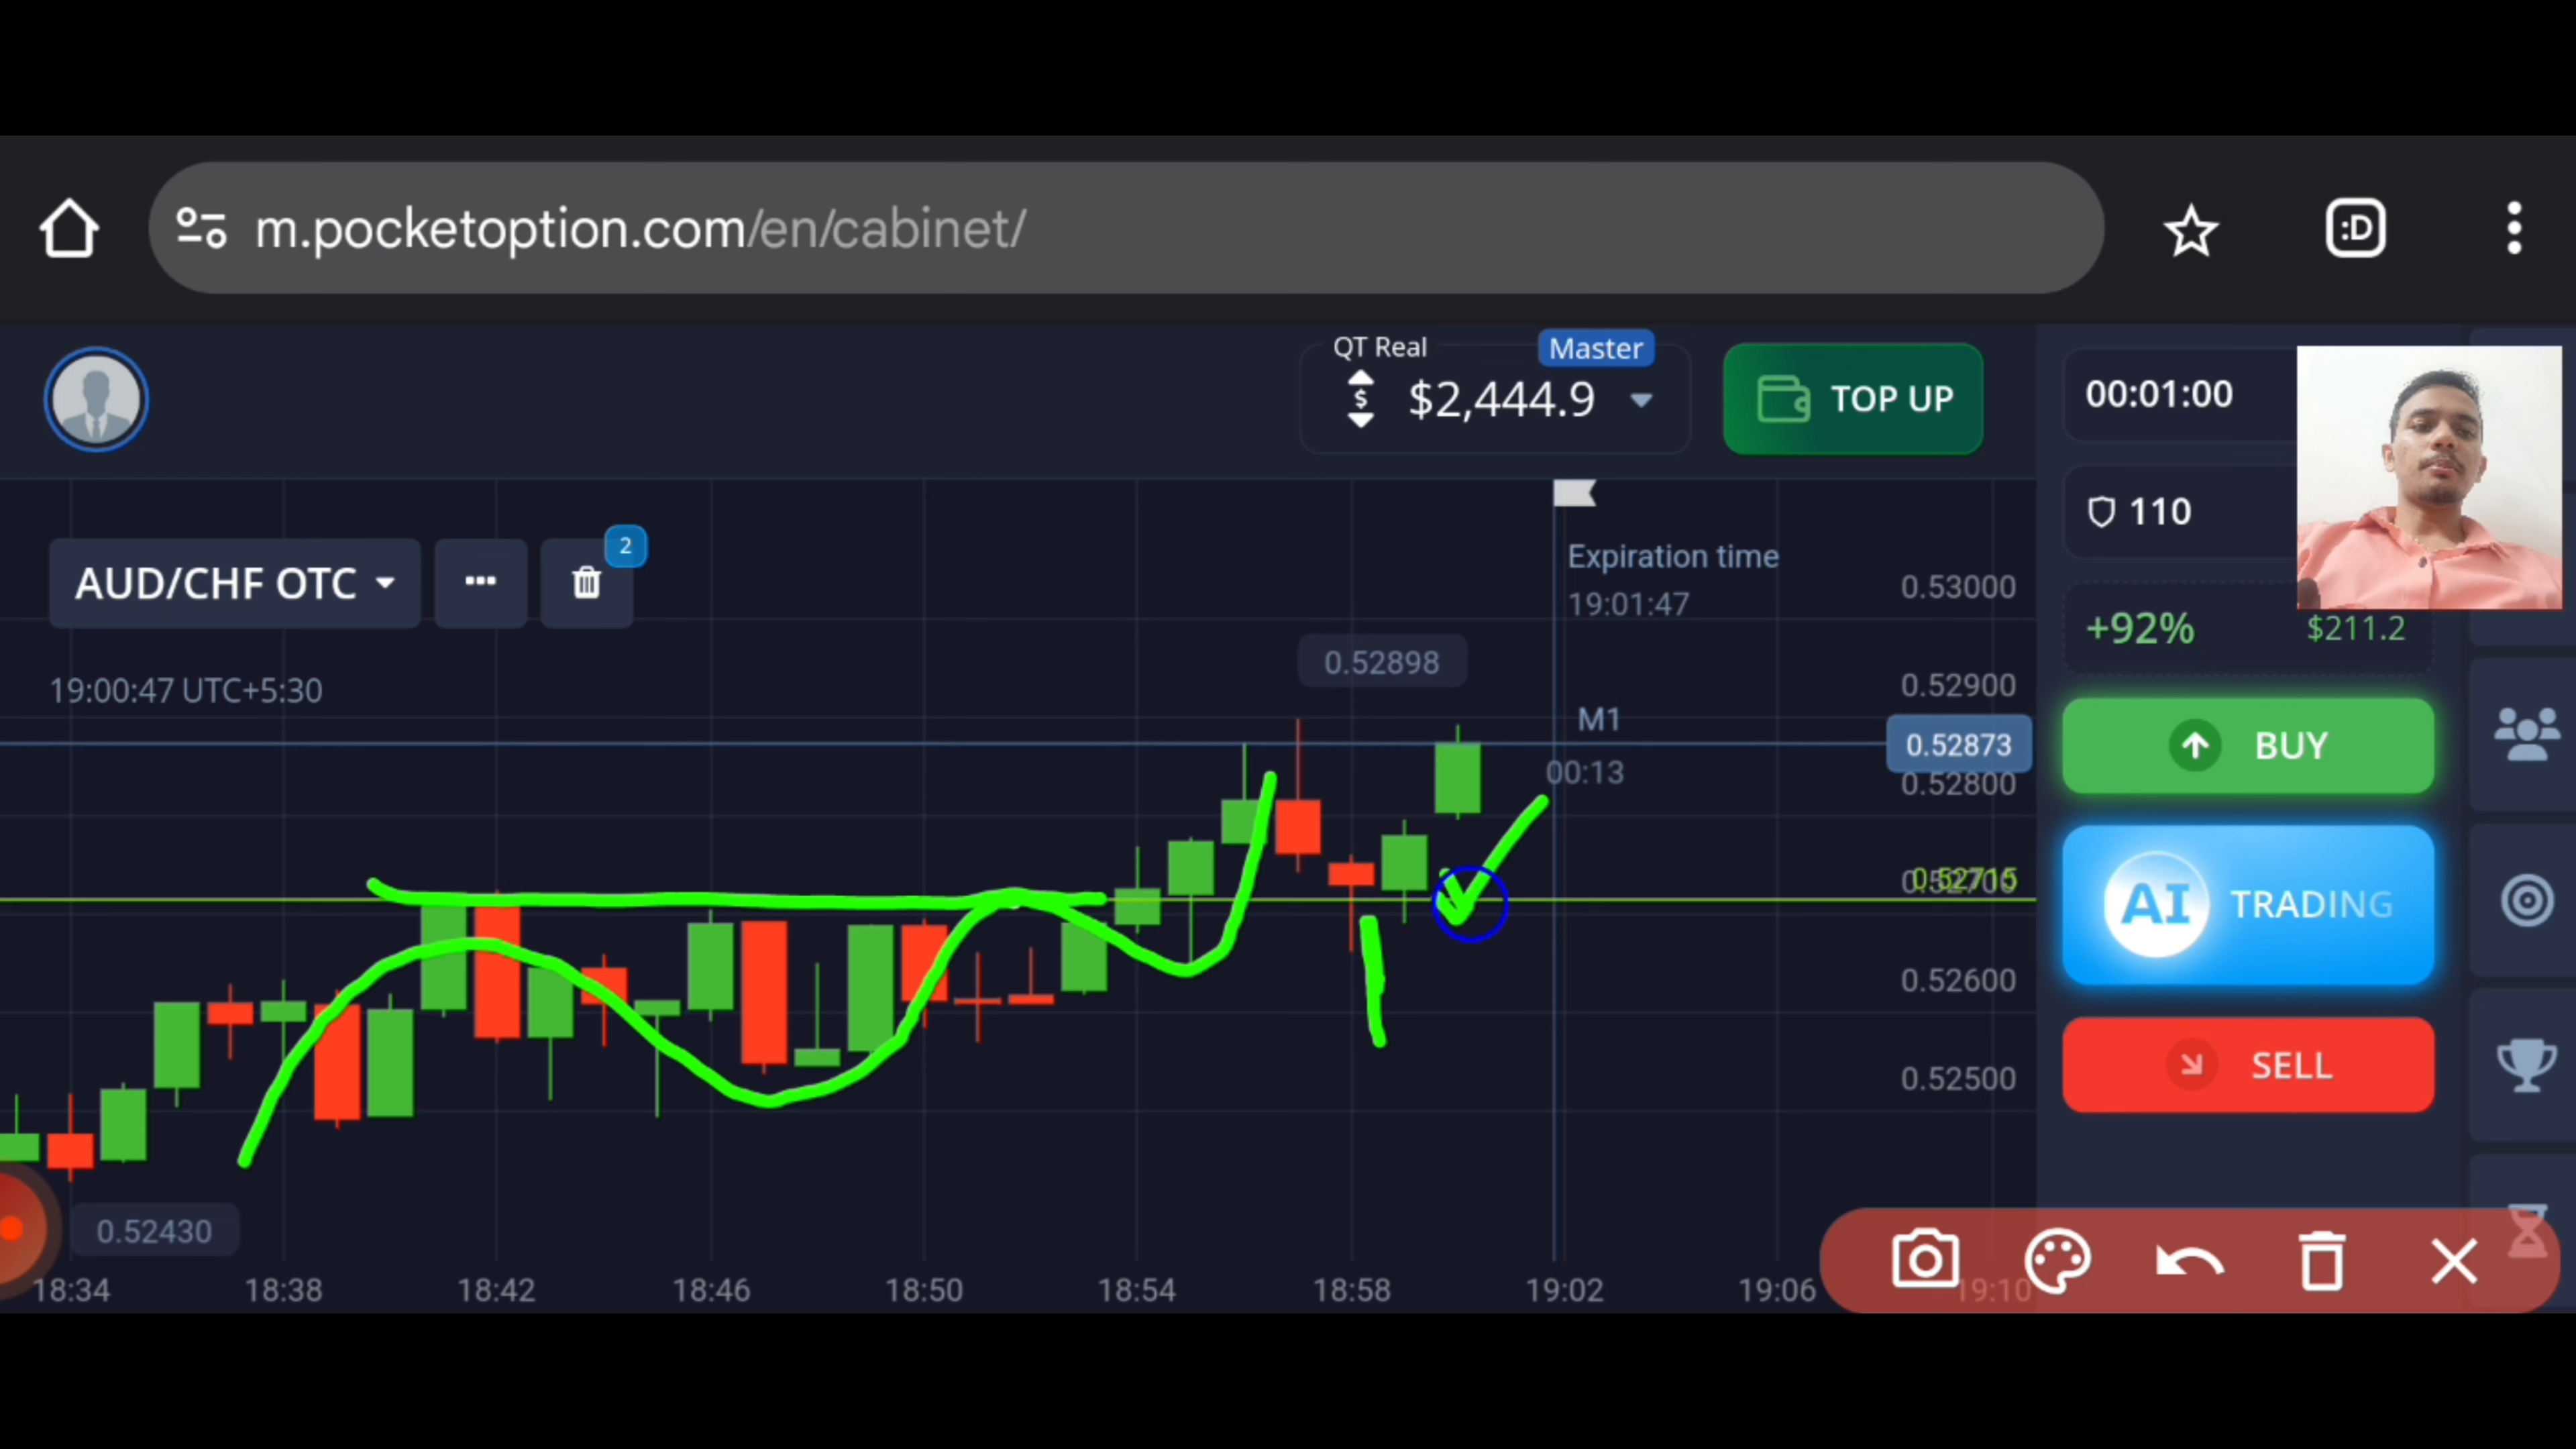 m.pocketoption.com/en/cabinet/
:D
QT Real
Master
$2,444.9
TOP UP
00:01:00
110
+92%
$211.2
AUD/CHF OTC
2
19:00:47 UTC+5:30
Expiration time
19:01:47
0.52898
M1
00:13
0.53000
0.52900
0.52873
0.52800
0.52715
0.52700
0.52600
0.52500
BUY
AI TRADING
SELL
0.52430
18:34
18:38
18:42
18:46
18:50
18:54
18:58
19:02
19:06
19:10